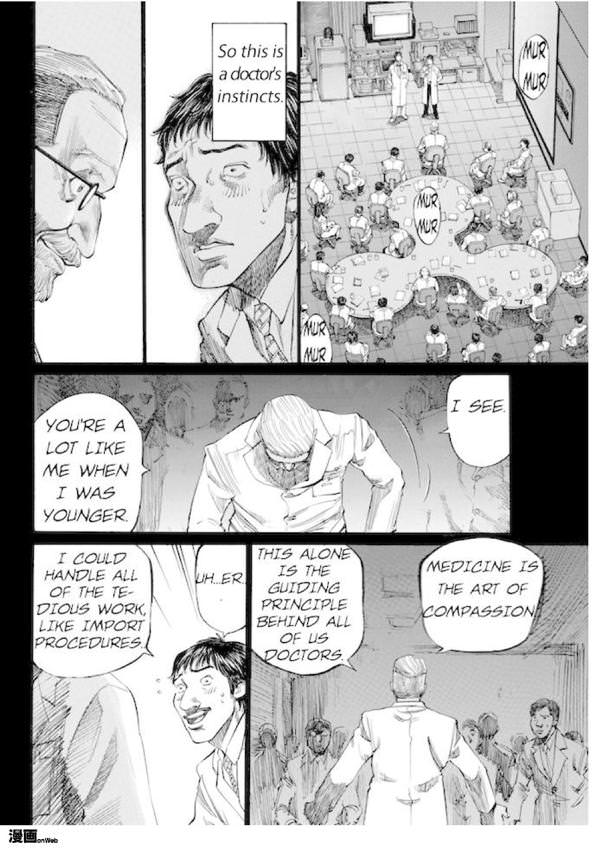 MUR
MUR
MUR
MUR
MUR
MUR
So this is
a doctor's
instincts.
I SEE.
YOU'RE A
LOT LIKE
ME WHEN
I WAS
YOUNGER.
MEDICINE IS
THE ART OF
COMPASSION
THIS ALONE
IS THE
GUIDING
PRINCIPLE
BEHIND ALL
OF US
DOCTORS.
UH...ER.
I COULD
HANDLE ALL
OF THE TE-
DIOUS WORK,
LIKE IMPORT
PROCEDURES.
漫画onWeb